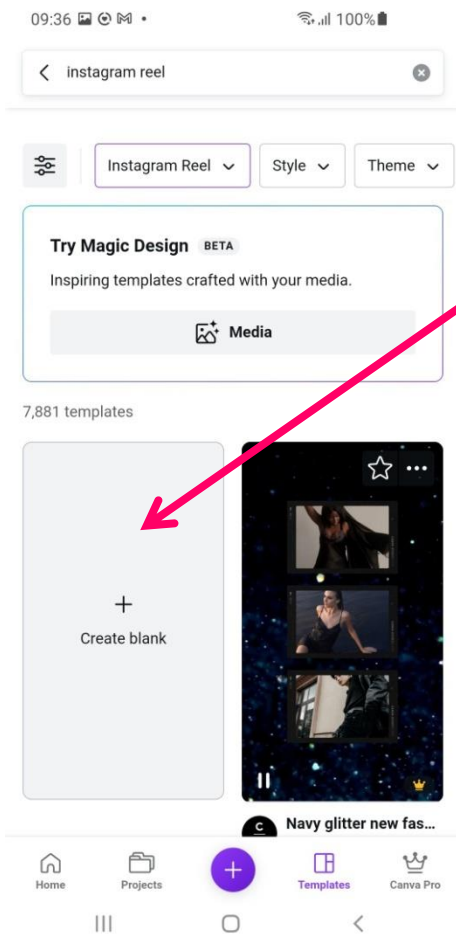 09:36
100%
instagram reel
Instagram Reel
Style
Theme
Try Magic Design BETA
Inspiring templates crafted with your media.
Media
7,881 templates
+
Create blank
C
Navy glitter new fas...
+
Home
Projects
Templates
Canva Pro